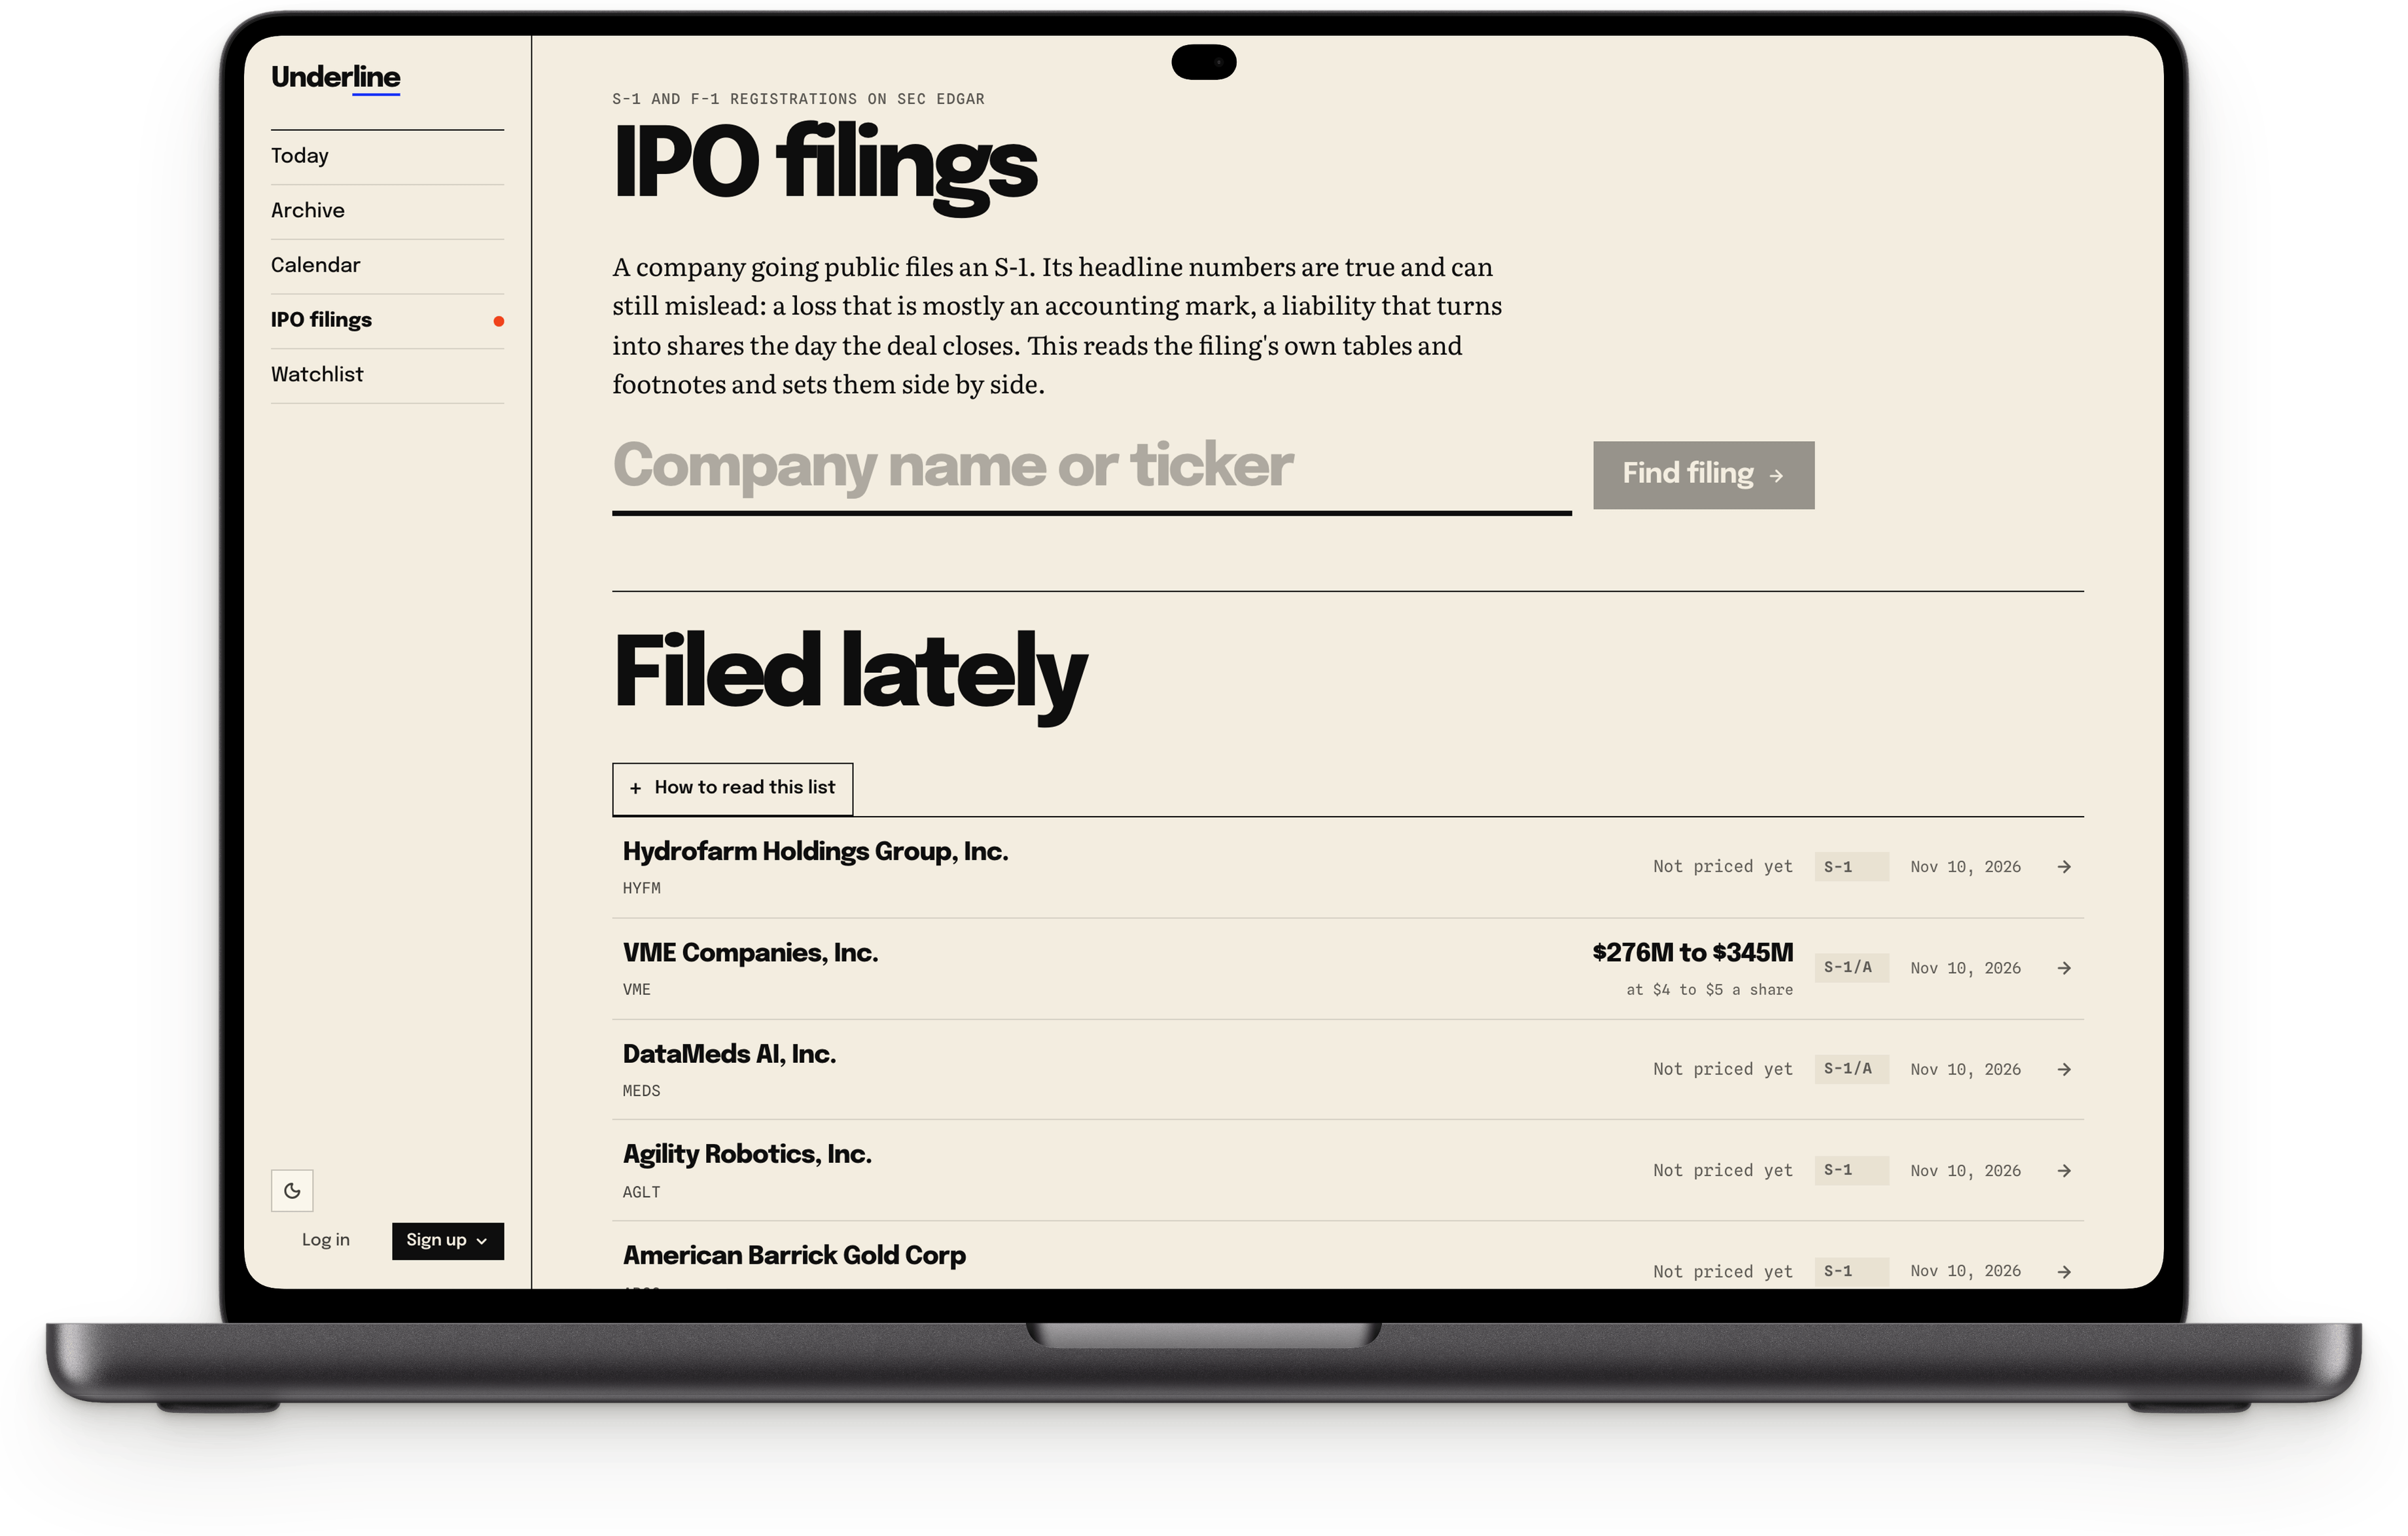 Underline
Today
Archive
Calendar
IPO filings
Watchlist
Log in
Sign up
S-1 AND F-1 REGISTRATIONS ON SEC EDGAR
IPO filings
A company going public files an S-1. Its headline numbers are true and can
still mislead: a loss that is mostly an accounting mark, a liability that turns
into shares the day the deal closes. This reads the filing's own tables and
footnotes and sets them side by side.
Company name or ticker
Find filing →
Filed lately
+ How to read this list
Hydrofarm Holdings Group, Inc.
HYFM
Not priced yet S-1 Nov 10, 2026 →
VME Companies, Inc.
VME
$276M to $345M
at $4 to $5 a share
S-1/A Nov 10, 2026 →
DataMeds AI, Inc.
MEDS
Not priced yet S-1/A Nov 10, 2026 →
Agility Robotics, Inc.
AGLT
Not priced yet S-1 Nov 10, 2026 →
American Barrick Gold Corp
Not priced yet S-1 Nov 10, 2026 →